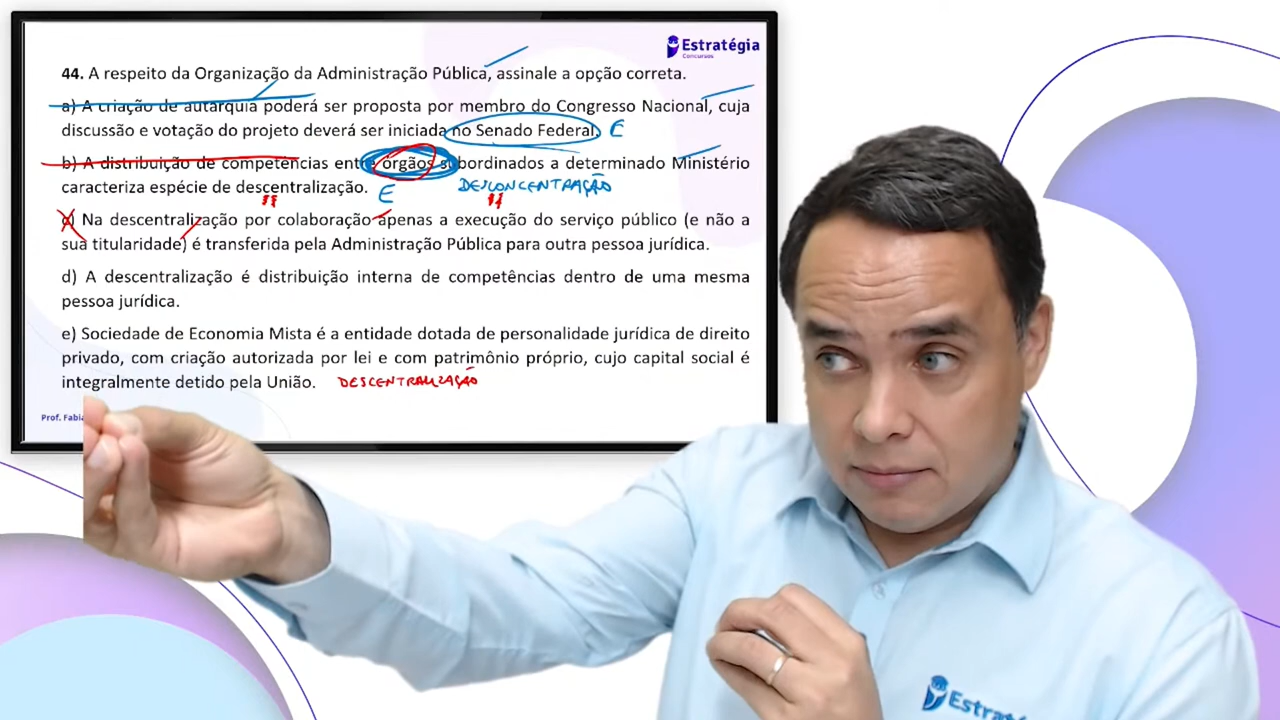 Estratégia
Concursos
44. A respeito da Organização da Administração Pública, assinale a opção correta.
a) A criação de autarquia poderá ser proposta por membro do Congresso Nacional, cuja
discussão e votação do projeto deverá ser iniciada no Senado Federal. E
b) A distribuição de competências entre órgãos subordinados a determinado Ministério
caracteriza espécie de descentralização. E DESCONCENTRAÇÃO
c) Na descentralização por colaboração apenas a execução do serviço público (e não a
sua titularidade) é transferida pela Administração Pública para outra pessoa jurídica.
d) A descentralização é distribuição interna de competências dentro de uma mesma
pessoa jurídica.
e) Sociedade de Economia Mista é a entidade dotada de personalidade jurídica de direito
privado, com criação autorizada por lei e com patrimônio próprio, cujo capital social é
integralmente detido pela União. DESCENTRALIZAÇÃO
Prof.